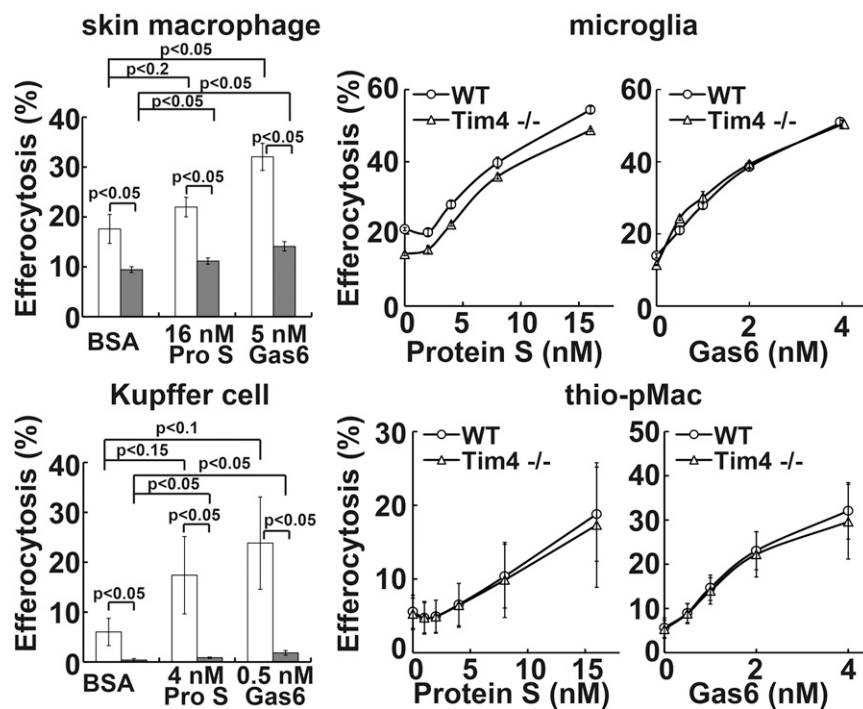 skin macrophage
p<0.05
p<0.2
p<0.05
p<0.05
p<0.05
p<0.05
p<0.05
Efferocytosis (%)
40
30
20
10
0
BSA
16 nM
Pro S
5 nM
Gas6
microglia
WT
Tim4 -/-
Efferocytosis (%)
60
40
20
0
0
5
10
15
Protein S (nM)
WT
Tim4 -/-
60
40
20
0
0
2
4
Gas6 (nM)
Kupffer cell
p<0.1
p<0.15
p<0.05
p<0.05
p<0.05
p<0.05
p<0.05
Efferocytosis (%)
40
30
20
10
0
BSA
4 nM
Pro S
0.5 nM
Gas6
thio-pMac
WT
Tim4 -/-
Efferocytosis (%)
30
20
10
0
0
5
10
15
Protein S (nM)
WT
Tim4 -/-
50
40
30
20
10
0
0
2
4
Gas6 (nM)